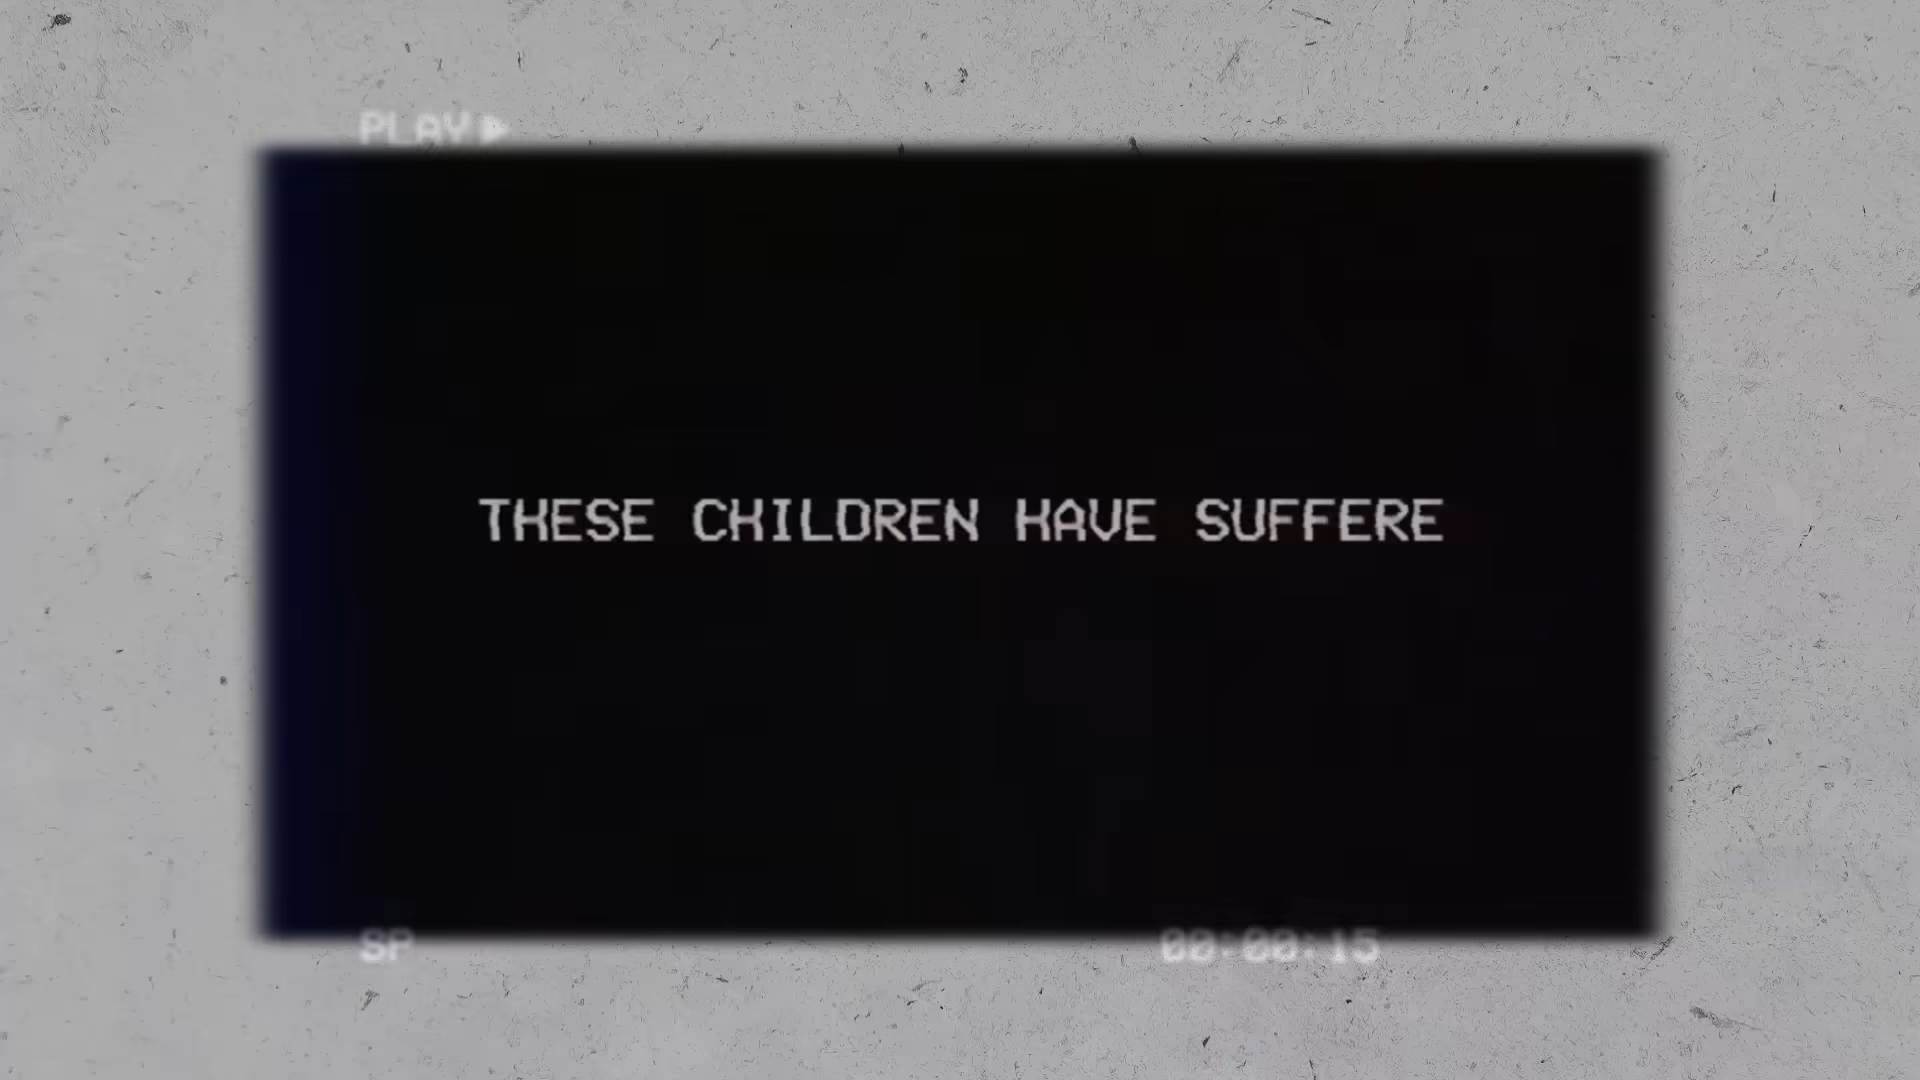 PLAY▶
THESE CHILDREN HAVE SUFFERE
SP
00:00:15